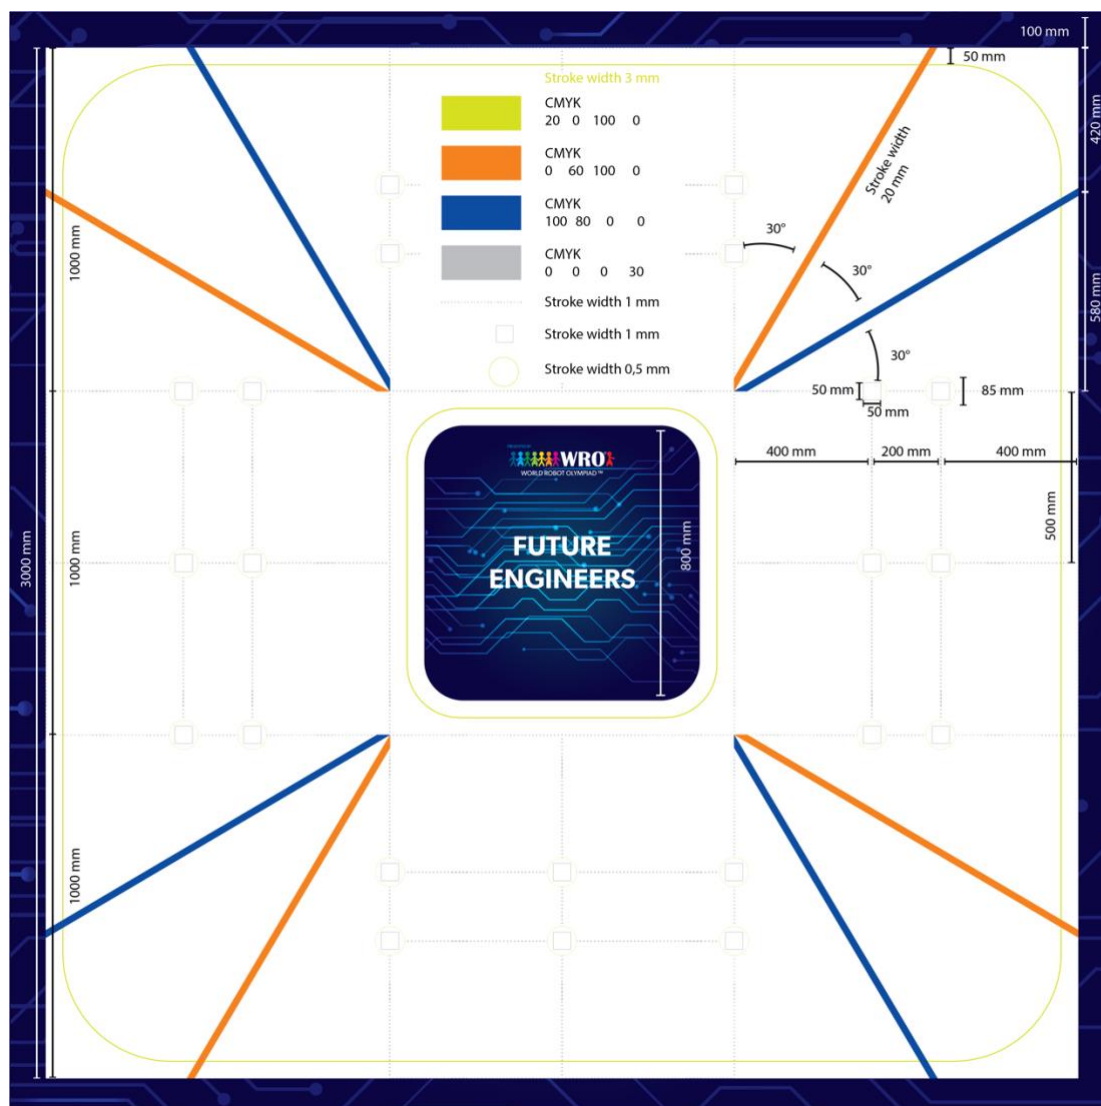 100 mm
50 mm
Stroke width 3 mm
CMYK
20 0 100 0
CMYK
0 60 100 0
CMYK
100 80 0 0
CMYK
0 0 0 30
Stroke width 1 mm
Stroke width 1 mm
Stroke width 0,5 mm
Stroke width
20 mm
420 mm
30°
30°
30°
580 mm
1000 mm
50 mm
50 mm
85 mm
400 mm
200 mm
400 mm
500 mm
WRO
WORLD ROBOT OLYMPIAD™
FUTURE
ENGINEERS
800 mm
3000 mm
1000 mm
1000 mm